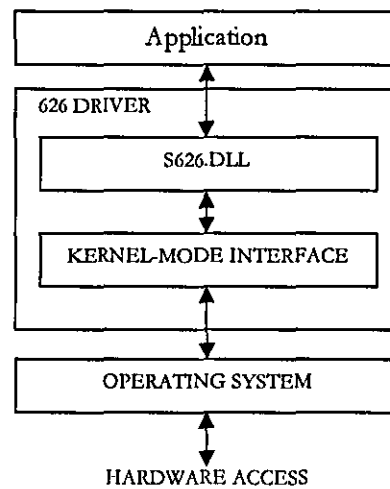 Application
626 DRIVER
S626.DLL
KERNEL-MODE INTERFACE
OPERATING SYSTEM
HARDWARE ACCESS